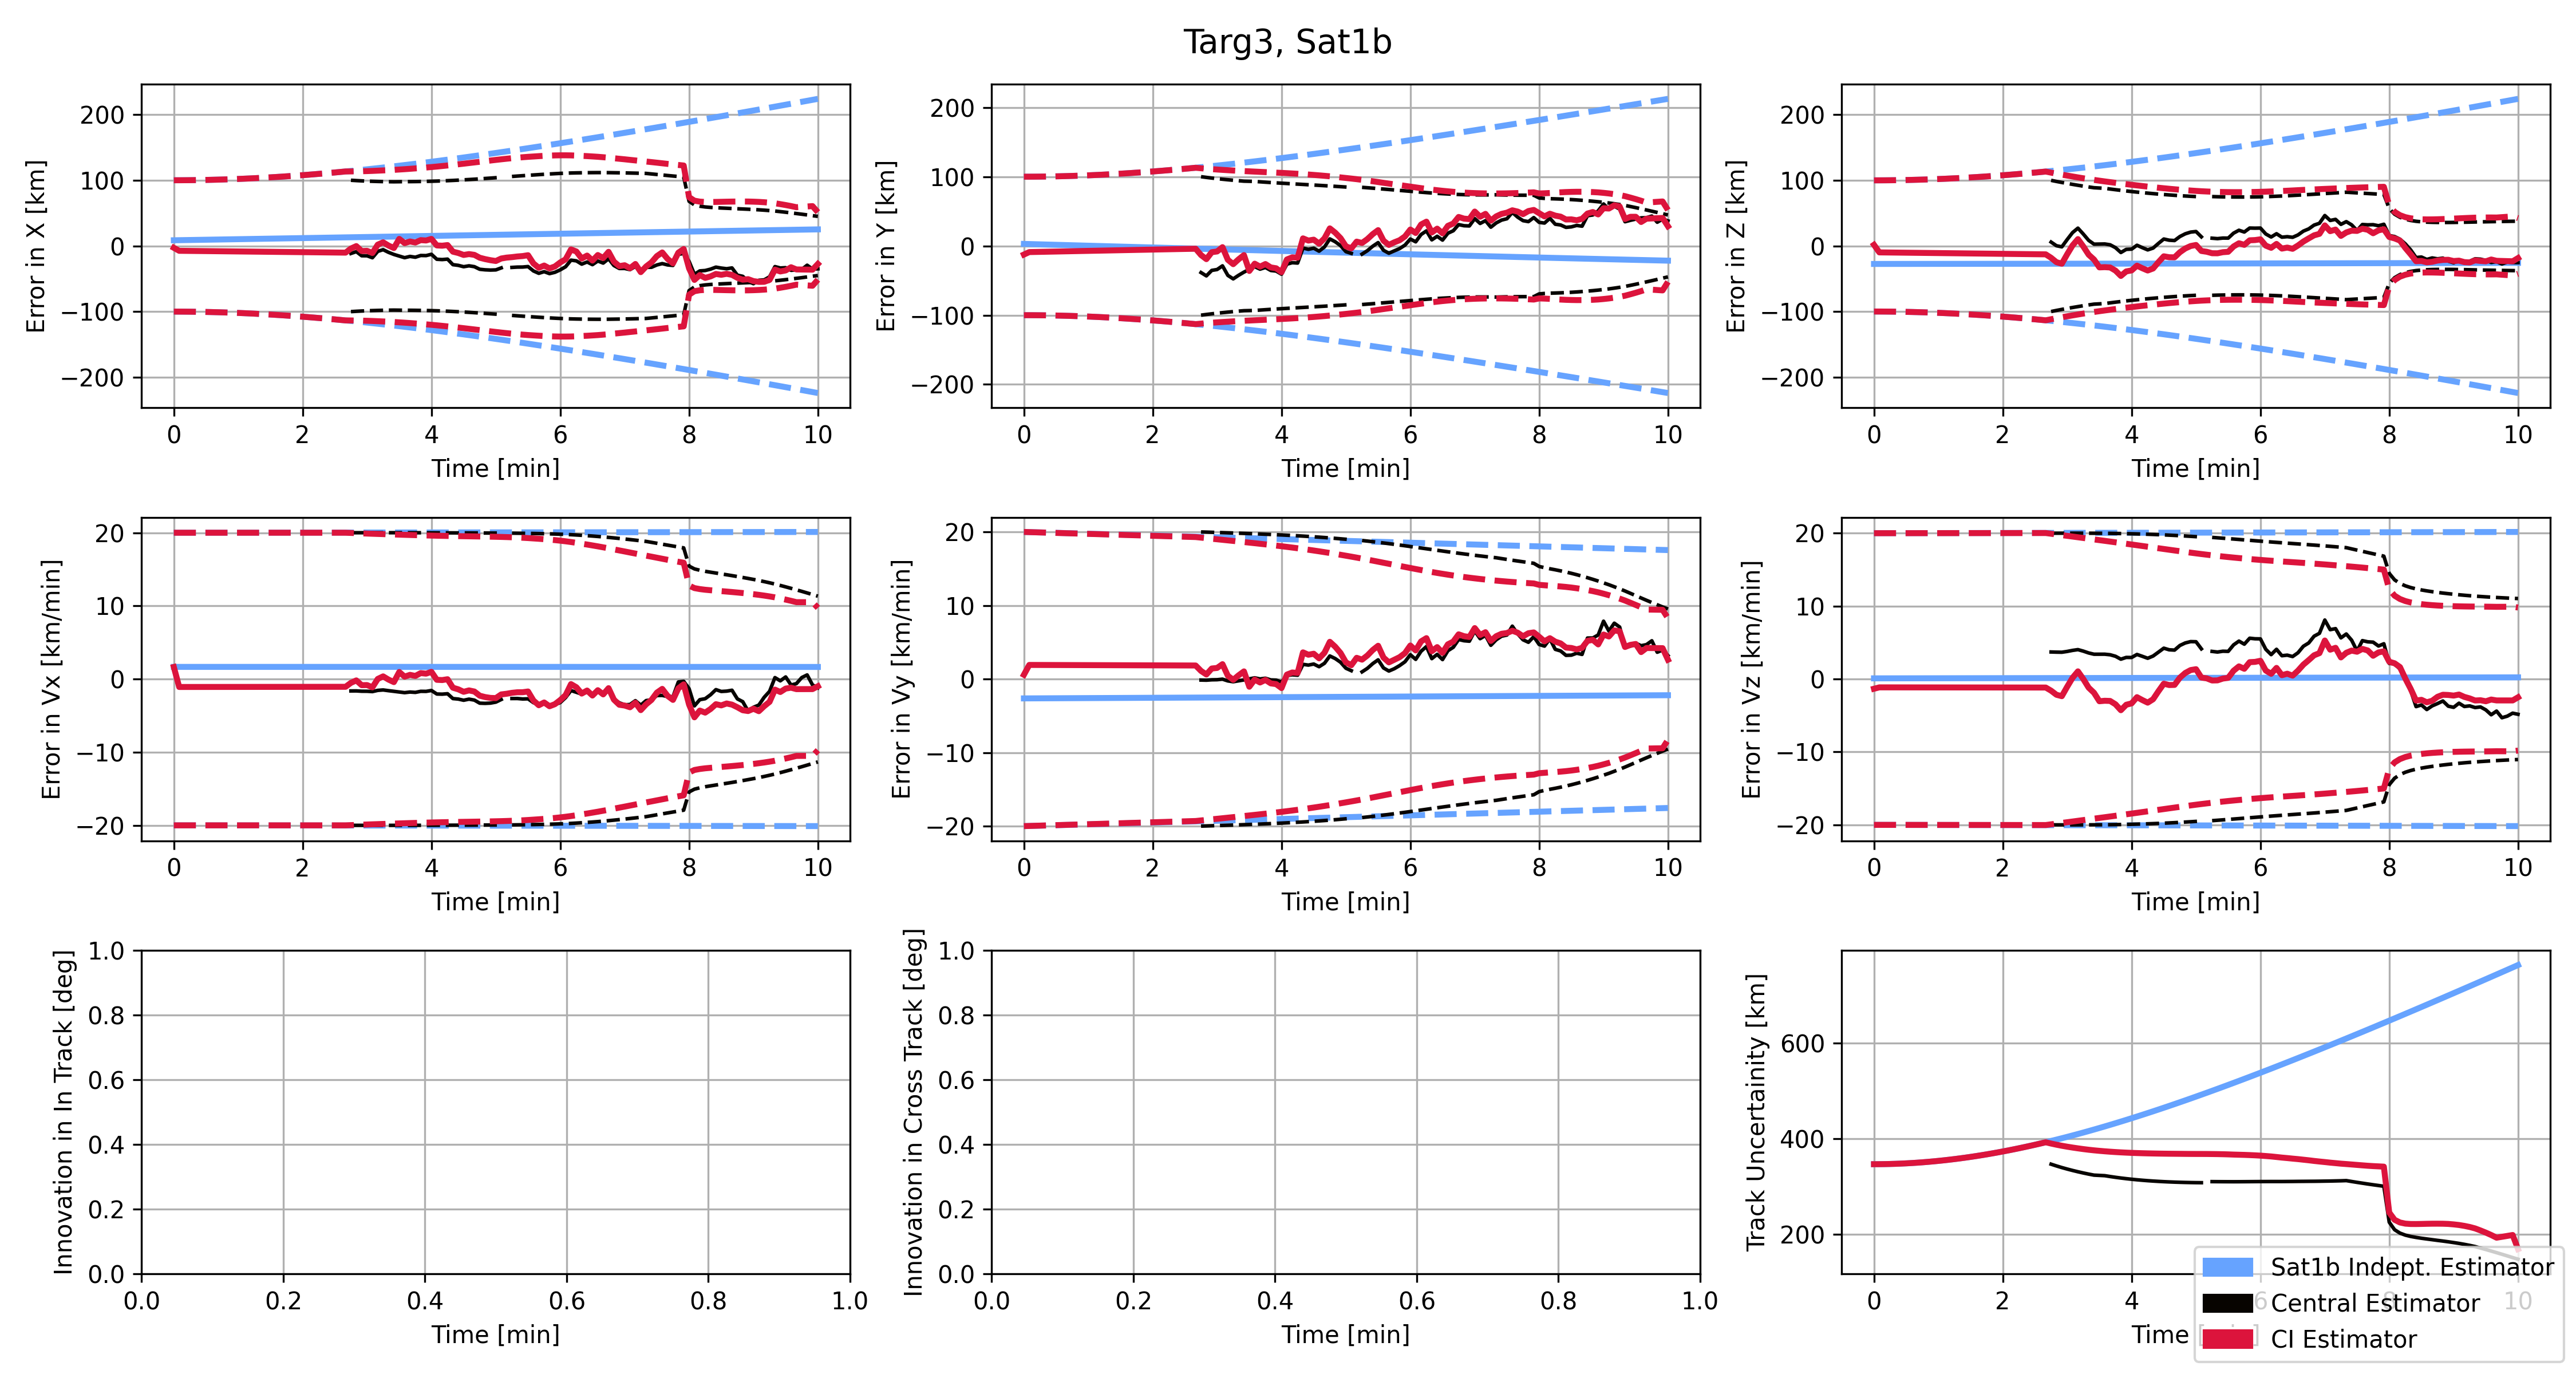 Targ3, Sat1b
Error in X [km]
200
100
0
−100
−200
0 2 4 6 8 10
Time [min]
Error in Y [km]
200
100
0
−100
−200
0 2 4 6 8 10
Time [min]
Error in Z [km]
200
100
0
−100
−200
0 2 4 6 8 10
Time [min]
Error in Vx [km/min]
20
10
0
−10
−20
0 2 4 6 8 10
Time [min]
Error in Vy [km/min]
20
10
0
−10
−20
0 2 4 6 8 10
Time [min]
Error in Vz [km/min]
20
10
0
−10
−20
0 2 4 6 8 10
Time [min]
Innovation in In Track [deg]
1.0
0.8
0.6
0.4
0.2
0.0
0.0 0.2 0.4 0.6 0.8 1.0
Time [min]
Innovation in Cross Track [deg]
1.0
0.8
0.6
0.4
0.2
0.0
0.0 0.2 0.4 0.6 0.8 1.0
Time [min]
Track Uncertainity [km]
600
400
200
0 2 4 6 10
Time
Sat1b Indept. Estimator
Central Estimator
CI Estimator